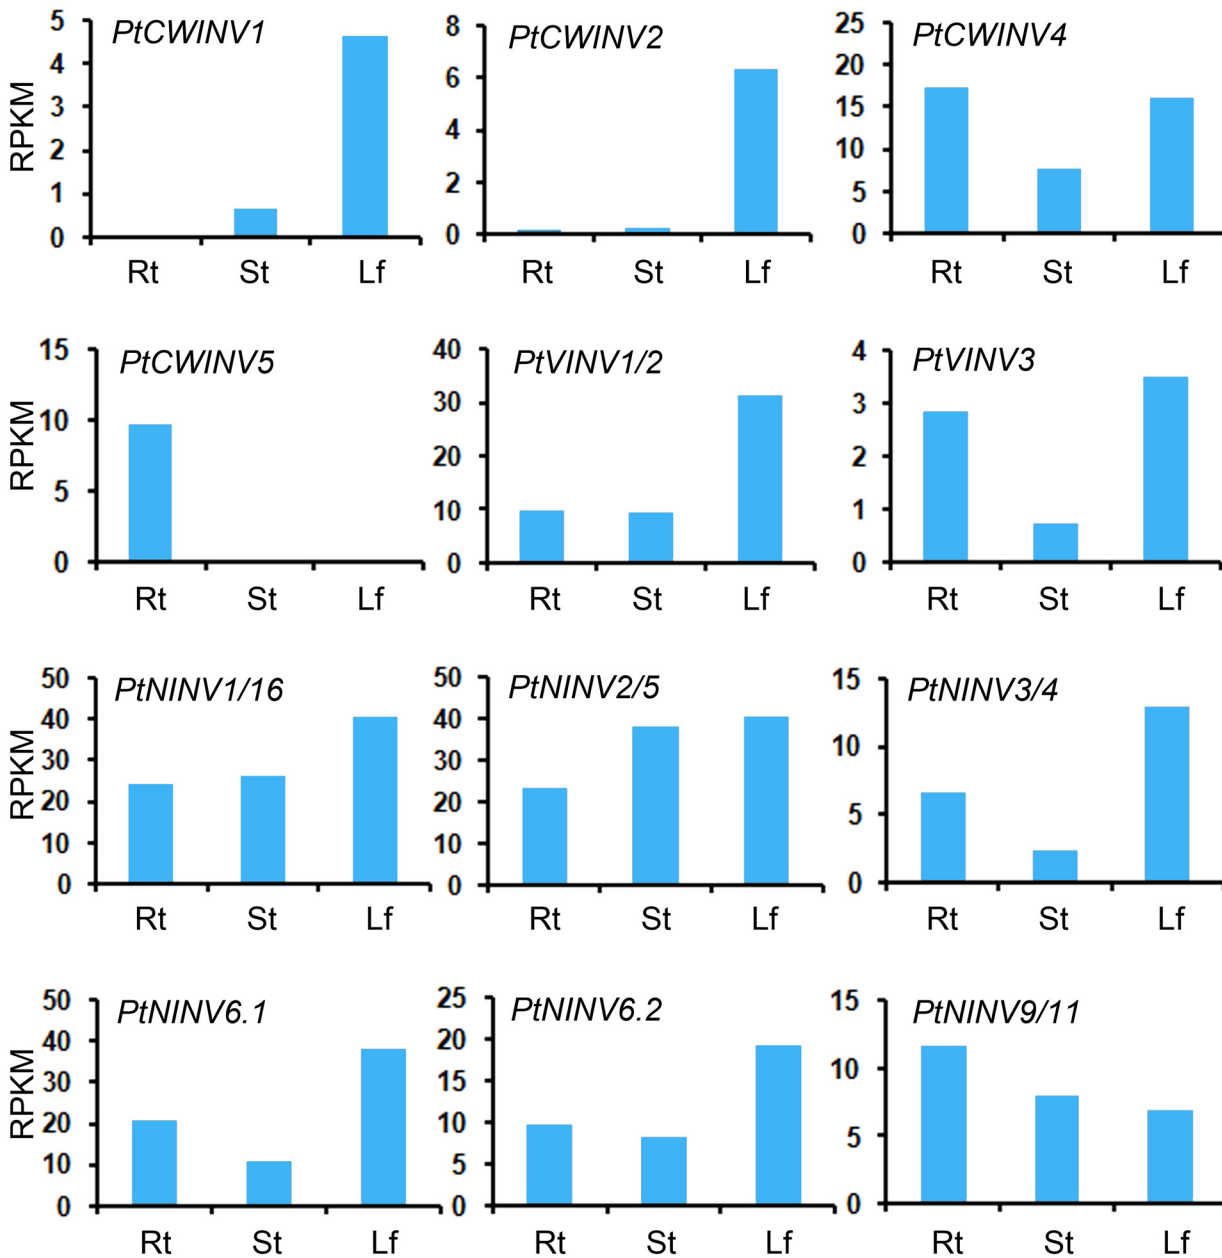 PtCWINV1
RPKM
5
4
3
2
1
0
Rt St Lf
PtCWINV2
8
6
4
2
0
Rt St Lf
PtCWINV4
25
20
15
10
5
0
Rt St Lf
PtCWINV5
RPKM
15
10
5
0
Rt St Lf
PtVINV1/2
40
30
20
10
0
Rt St Lf
PtVINV3
4
3
2
1
0
Rt St Lf
PtNINV1/16
RPKM
50
40
30
20
10
0
Rt St Lf
PtNINV2/5
50
40
30
20
10
0
Rt St Lf
PtNINV3/4
15
10
5
0
Rt St Lf
PtNINV6.1
RPKM
50
40
30
20
10
0
Rt St Lf
PtNINV6.2
25
20
15
10
5
0
Rt St Lf
PtNINV9/11
15
10
5
0
Rt St Lf